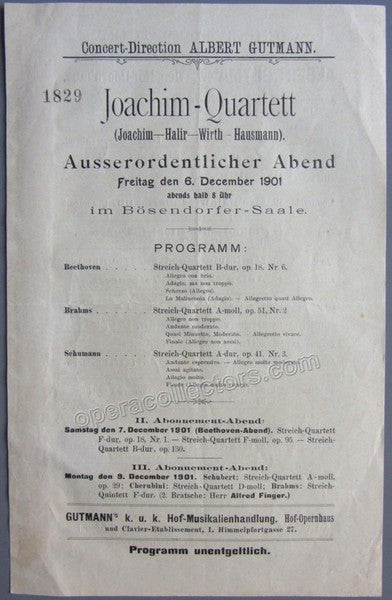 Concert-Direction ALBERT GUTMANN.
1829
Joachim-Quartett
(Joachim—Halir—Wirth—Hausmann).
Ausserordentlicher Abend
Freitag den 6. December 1901
abends halb 8 Uhr
im Bösendorfer-Saale.
PROGRAMM:
Beethoven . . . . . Streich-Quartett B-dur, op. 18, Nr. 6.
Allegro con brio.
Adagio, ma non troppo.
Scherzo (Allegro).
La Malinconia (Adagio). — Allegretto quasi Allegro.
Brahms . . . . . Streich-Quartett A-moll, op. 51, Nr. 2
Allegro non troppo.
Andante moderato.
Quasi Minuetto, Moderato. — Allegretto vivace.
Finale (Allegro non assai).
Schumann . . . . . Streich-Quartett A-dur, op. 41, Nr. 3.
Andante espressivo. — Allegro molto moderato.
Assai agitato.
Adagio molto.
Finale (Allegro molto vivace).
operacollectors.com
II. Abonnement-Abend:
Samstag den 7. December 1901 (Beethoven-Abend). Streich-Quartett
F-dur, op. 18, Nr. 1. — Streich-Quartett F-moll, op. 95. — Streich-
Quartett B-dur, op. 130.
III. Abonnement-Abend:
Montag den 9. December 1901. Schubert: Streich-Quartett A-moll,
op. 29; Cherubini: Streich-Quartett D-moll; Brahms: Streich-
Quintett F-dur (2. Bratsche: Herr Alfred Finger.)
GUTMANN's k. u. k. Hof-Musikalienhandlung, Hof-Opernhaus
und Clavier-Etablissement, I. Himmelpfortgasse 27.
Programm unentgeltlich.